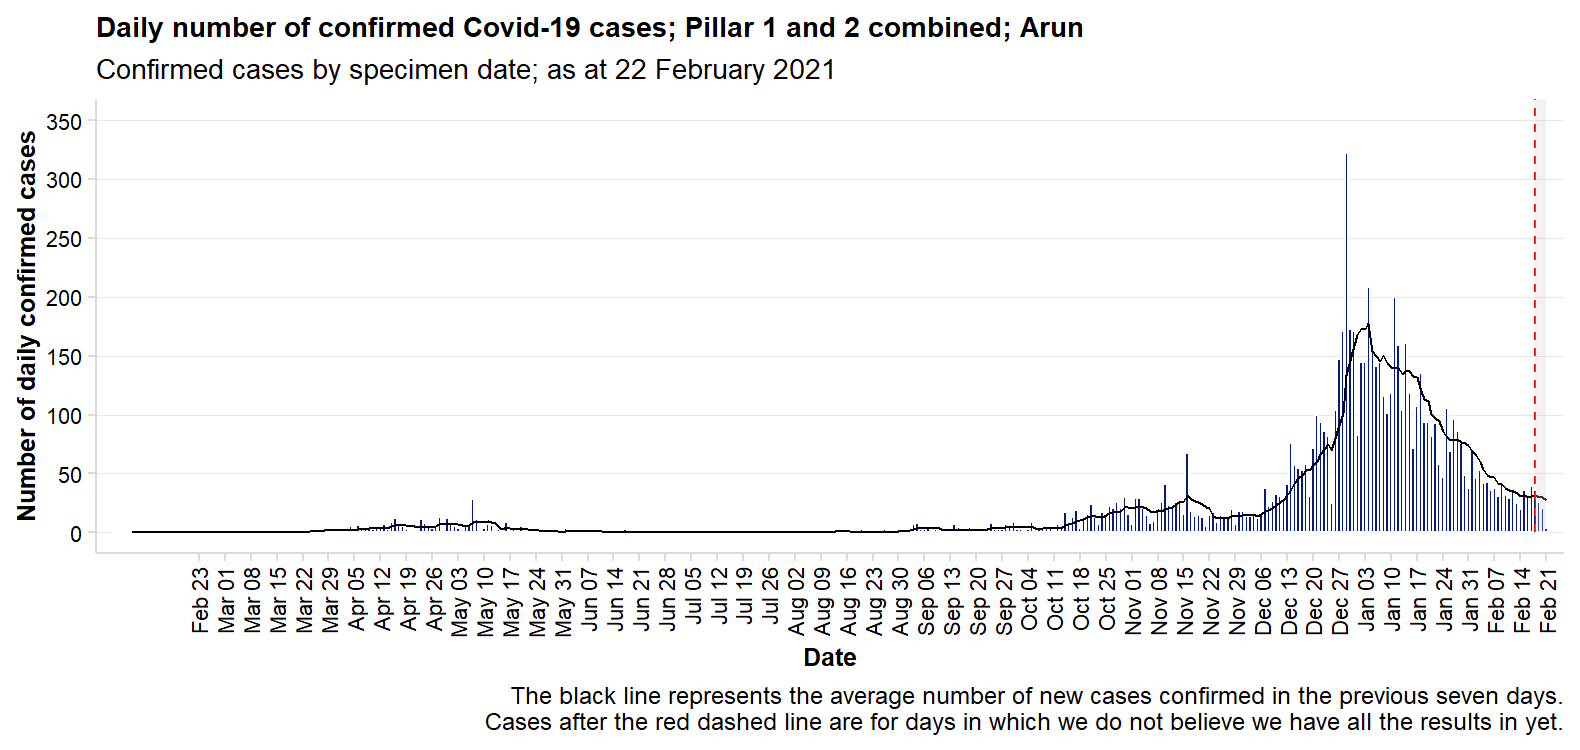 Daily number of confirmed Covid-19 cases; Pillar 1 and 2 combined; Arun
Confirmed cases by specimen date; as at 22 February 2021
Number of daily confirmed cases
350
300
250
200
150
100
50
0
Feb 23
Mar 01
Mar 08
Mar 15
Mar 22
Mar 29
Apr 05
Apr 12
Apr 19
Apr 26
May 03
May 10
May 17
May 24
May 31
Jun 07
Jun 14
Jun 21
Jun 28
Jul 05
Jul 12
Jul 19
Jul 26
Aug 02
Aug 09
Aug 16
Aug 23
Aug 30
Sep 06
Sep 13
Sep 20
Sep 27
Oct 04
Oct 11
Oct 18
Oct 25
Nov 01
Nov 08
Nov 15
Nov 22
Nov 29
Dec 06
Dec 13
Dec 20
Dec 27
Jan 03
Jan 10
Jan 17
Jan 24
Jan 31
Feb 07
Feb 14
Feb 21
Date
The black line represents the average number of new cases confirmed in the previous seven days.
Cases after the red dashed line are for days in which we do not believe we have all the results in yet.